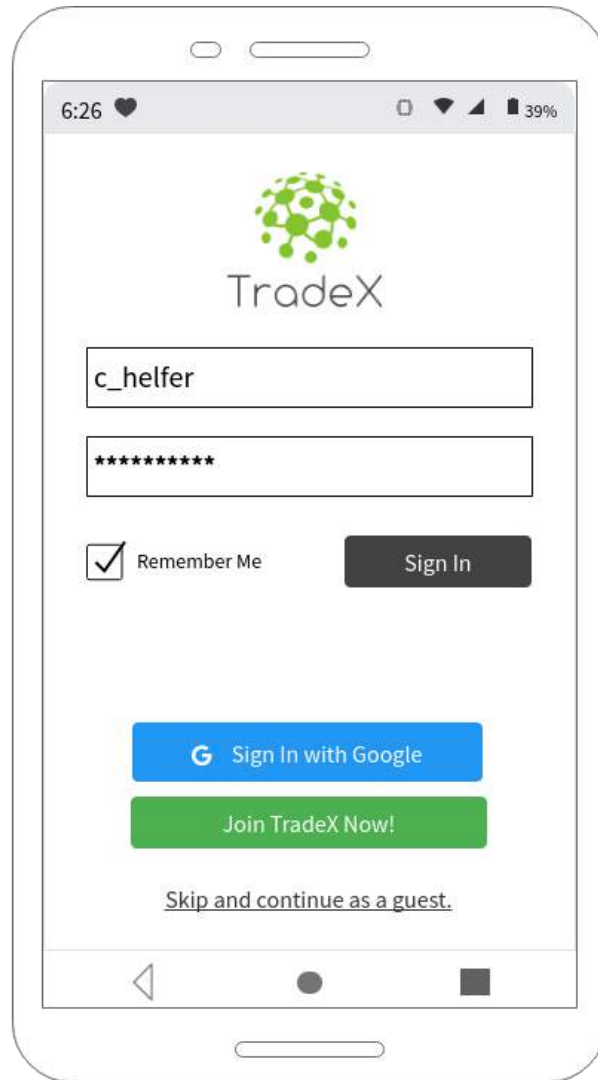 6:26
39%
TradeX
c_helfer
**********
Remember Me
Sign In
G Sign In with Google
Join TradeX Now!
Skip and continue as a guest.